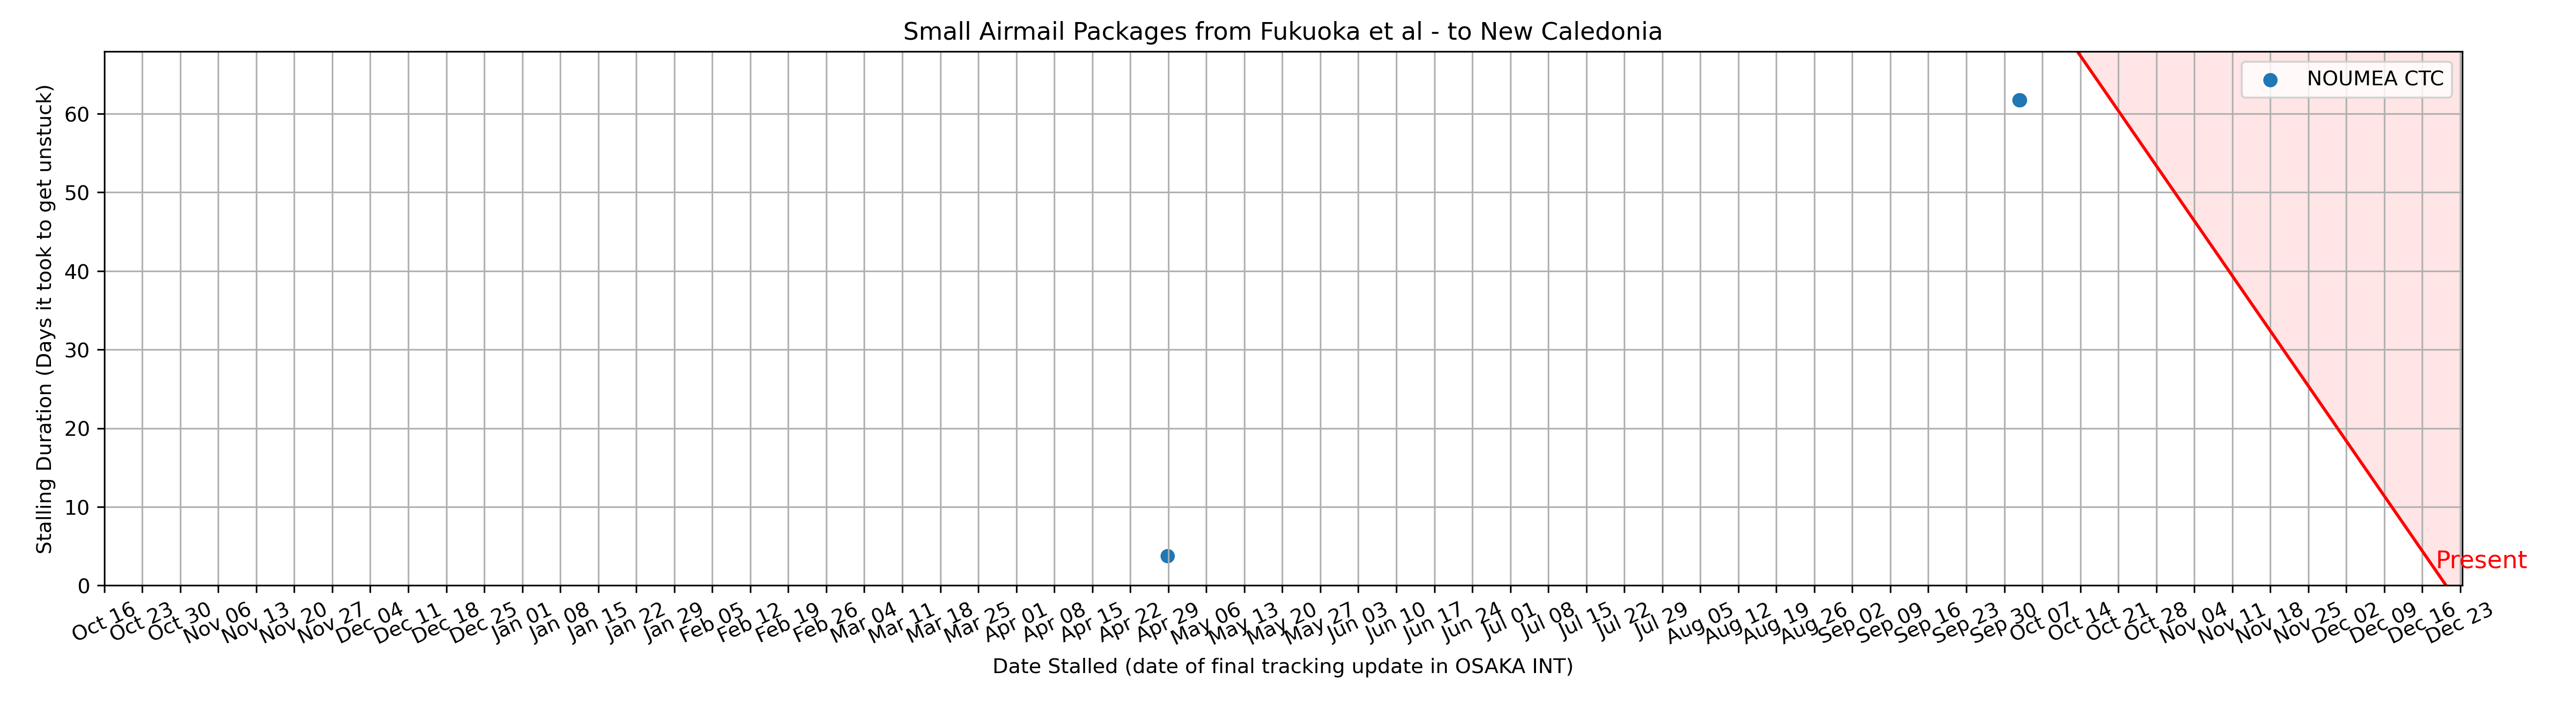 Small Airmail Packages from Fukuoka et al - to New Caledonia
NOUMEA CTC
Stalling Duration (Days it took to get unstuck)
60
50
40
30
20
10
0
Present
Oct 16
Oct 23
Oct 30
Nov 06
Nov 13
Nov 20
Nov 27
Dec 04
Dec 11
Dec 18
Dec 25
Jan 01
Jan 08
Jan 15
Jan 22
Jan 29
Feb 05
Feb 12
Feb 19
Feb 26
Mar 04
Mar 11
Mar 18
Mar 25
Apr 01
Apr 08
Apr 15
Apr 22
Apr 29
May 06
May 13
May 20
May 27
Jun 03
Jun 10
Jun 17
Jun 24
Jul 01
Jul 08
Jul 15
Jul 22
Jul 29
Aug 05
Aug 12
Aug 19
Aug 26
Sep 02
Sep 09
Sep 16
Sep 23
Sep 30
Oct 07
Oct 14
Oct 21
Oct 28
Nov 04
Nov 11
Nov 18
Nov 25
Dec 02
Dec 09
Dec 16
Dec 23
Date Stalled (date of final tracking update in OSAKA INT)